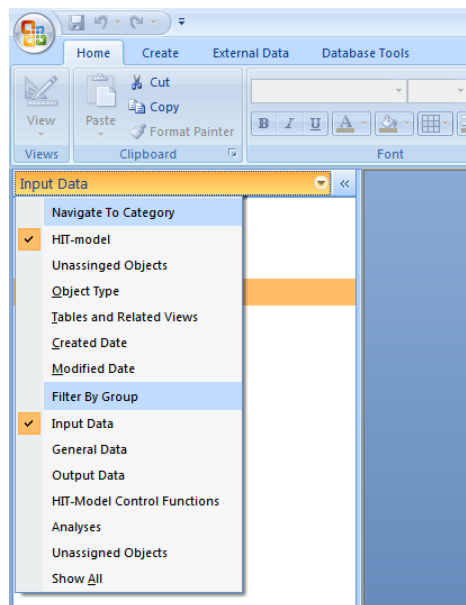 Home Create External Data Database Tools
View
Paste
Cut
Copy
Format Painter
B I U A
Views Clipboard Font
Input Data
Navigate To Category
HIT-model
Unassinged Objects
Object Type
Tables and Related Views
Created Date
Modified Date
Filter By Group
Input Data
General Data
Output Data
HIT-Model Control Functions
Analyses
Unassigned Objects
Show All